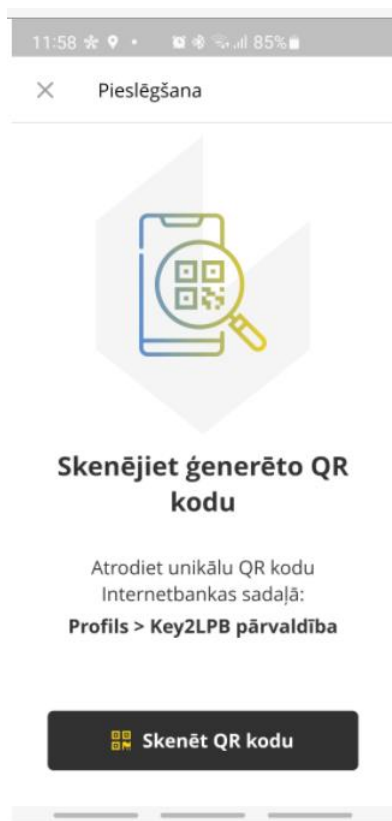 11:58 85%
Pieslēgšana
Skenējiet ģenerēto QR
kodu
Atrodiet unikālu QR kodu
Internetbankas sadaļā:
Profils > Key2LPB pārvaldība
Skenēt QR kodu